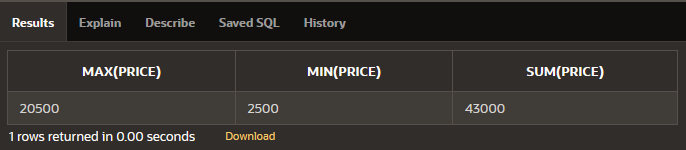 Results Explain Describe Saved SQL History
MAX(PRICE) MIN(PRICE) SUM(PRICE)
20500 2500 43000
1 rows returned in 0.00 seconds Download